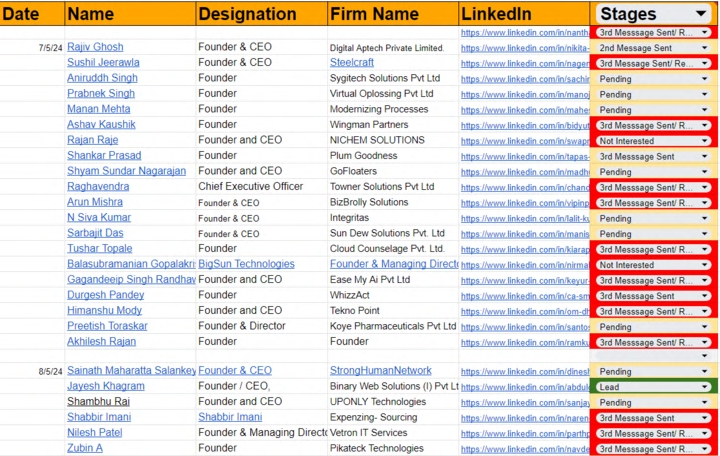 Date Name Designation Firm Name LinkedIn Stages
https://www.linkedin.com/in/nantha 3rd Messsage Sent/ R...
7/5/24 Rajiv Ghosh Founder & CEO Digital Aptech Private Limited. https://www.linkedin.com/in/nikita- 2nd Message Sent
Sushil Jeerawla Founder & CEO Steelcraft https://www.linkedin.com/in/nager 3rd Messsage Sent/ Re...
Aniruddh Singh Founder Sygitech Solutions Pvt Ltd https://www.linkedin.com/in/sachin Pending
Prabnek Singh Founder Virtual Oplossing Pvt Ltd https://www.linkedin.com/in/manoj Pending
Manan Mehta Founder Modernizing Processes https://www.linkedin.com/in/mahes Pending
Ashav Kaushik Founder Wingman Partners https://www.linkedin.com/in/bidyut 3rd Messsage Sent/ R...
Rajan Raje Founder and CEO NICHEM SOLUTIONS https://www.linkedin.com/in/swapn Not Interested
Shankar Prasad Founder Plum Goodness https://www.linkedin.com/in/tapas- 3rd Messsage Sent
Shyam Sundar Nagarajan Founder and CEO GoFloaters https://www.linkedin.com/in/madhu Pending
Raghavendra Chief Executive Officer Towner Solutions Pvt Ltd https://www.linkedin.com/in/chand 3rd Messsage Sent/ R...
Arun Mishra Founder & CEO BizBrolly Solutions https://www.linkedin.com/in/vipinp 3rd Messsage Sent/ R...
N Siva Kumar Founder & CEO Integritas https://www.linkedin.com/in/lalit-k Pending
Sarbajit Das Founder & CEO Sun Dew Solutions Pvt. Ltd https://www.linkedin.com/in/manis Pending
Tushar Topale Founder Cloud Counselage Pvt. Ltd. https://www.linkedin.com/in/kiarap 3rd Messsage Sent/ R...
Balasubramanian Gopalakri BigSun Technologies Founder & Managing Directo https://www.linkedin.com/in/nirmal Not Interested
Gagandeep Singh Randhaw Founder and CEO Ease My Ai Pvt Ltd https://www.linkedin.com/in/keyur- 3rd Messsage Sent/ R...
Durgesh Pandey Founder WhizzAct https://www.linkedin.com/in/ca-sm 3rd Messsage Sent
Himanshu Mody Founder and CEO Tekno Point https://www.linkedin.com/in/om-dh 3rd Messsage Sent/ R...
Preetish Toraskar Founder & Director Koye Pharmaceuticals Pvt Ltd https://www.linkedin.com/in/santos Pending
Akhilesh Rajan Founder Founder https://www.linkedin.com/in/ramku 3rd Messsage Sent/ R...
8/5/24 Sainath Maharatta Salankey Founder & CEO StrongHumanNetwork https://www.linkedin.com/in/dinesh Pending
Jayesh Khagram Founder / CEO, Binary Web Solutions (I) Pvt Lt https://www.linkedin.com/in/abdul Lead
Shambhu Rai Founder and CEO UPONLY Technologies https://www.linkedin.com/in/sanjay Pending
Shabbir Imani Shabbir Imani Expenzing- Sourcing https://www.linkedin.com/in/naren 3rd Messsage Sent
Nilesh Patel Founder & Managing Directo Vetron IT Services https://www.linkedin.com/in/parthp 3rd Messsage Sent/ R...
Zubin A Founder Pikateck Technologies https://www.linkedin.com/in/navde 3rd Messsage Sent/ R...